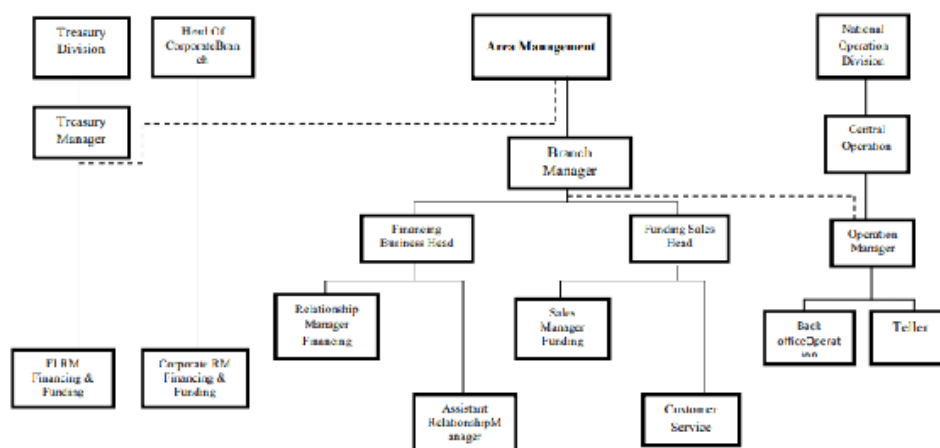 Treasury
Division
Head Of
CorporateBran
ch
Area Management
National
Operation
Division
Treasury
Manager
Central
Operation
Branch
Manager
Financing
Business Head
Funding Sales
Head
Operation
Manager
Relationship
Manager
Financing
Sales
Manager
Funding
Back
officeOperat
ion
Teller
FI RM
Financing &
Funding
Corporate RM
Financing &
Funding
Assistant
RelationshipM
anager
Customer
Service